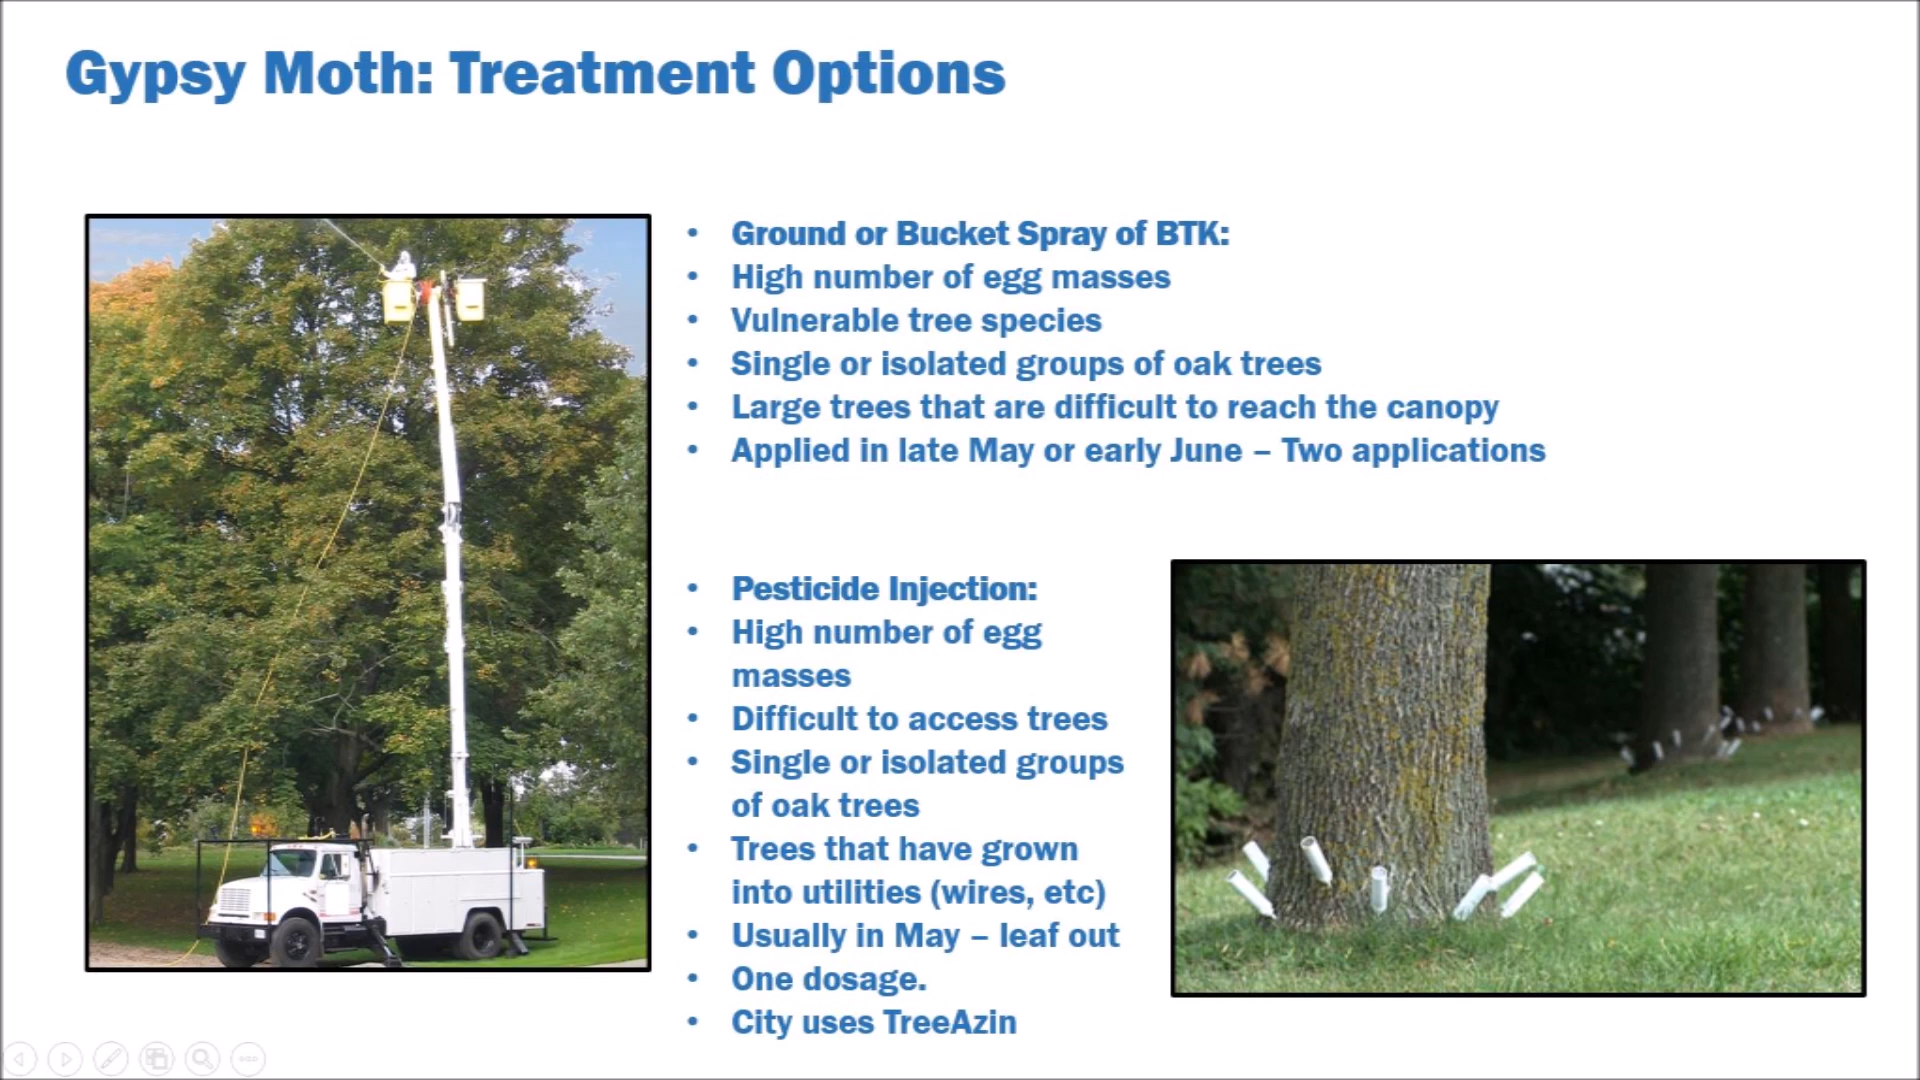 Gypsy Moth: Treatment Options
• Ground or Bucket Spray of BTK:
• High number of egg masses
• Vulnerable tree species
• Single or isolated groups of oak trees
• Large trees that are difficult to reach the canopy
• Applied in late May or early June – Two applications
• Pesticide Injection:
• High number of egg
masses
• Difficult to access trees
• Single or isolated groups
of oak trees
• Trees that have grown
into utilities (wires, etc)
• Usually in May – leaf out
• One dosage.
• City uses TreeAzin